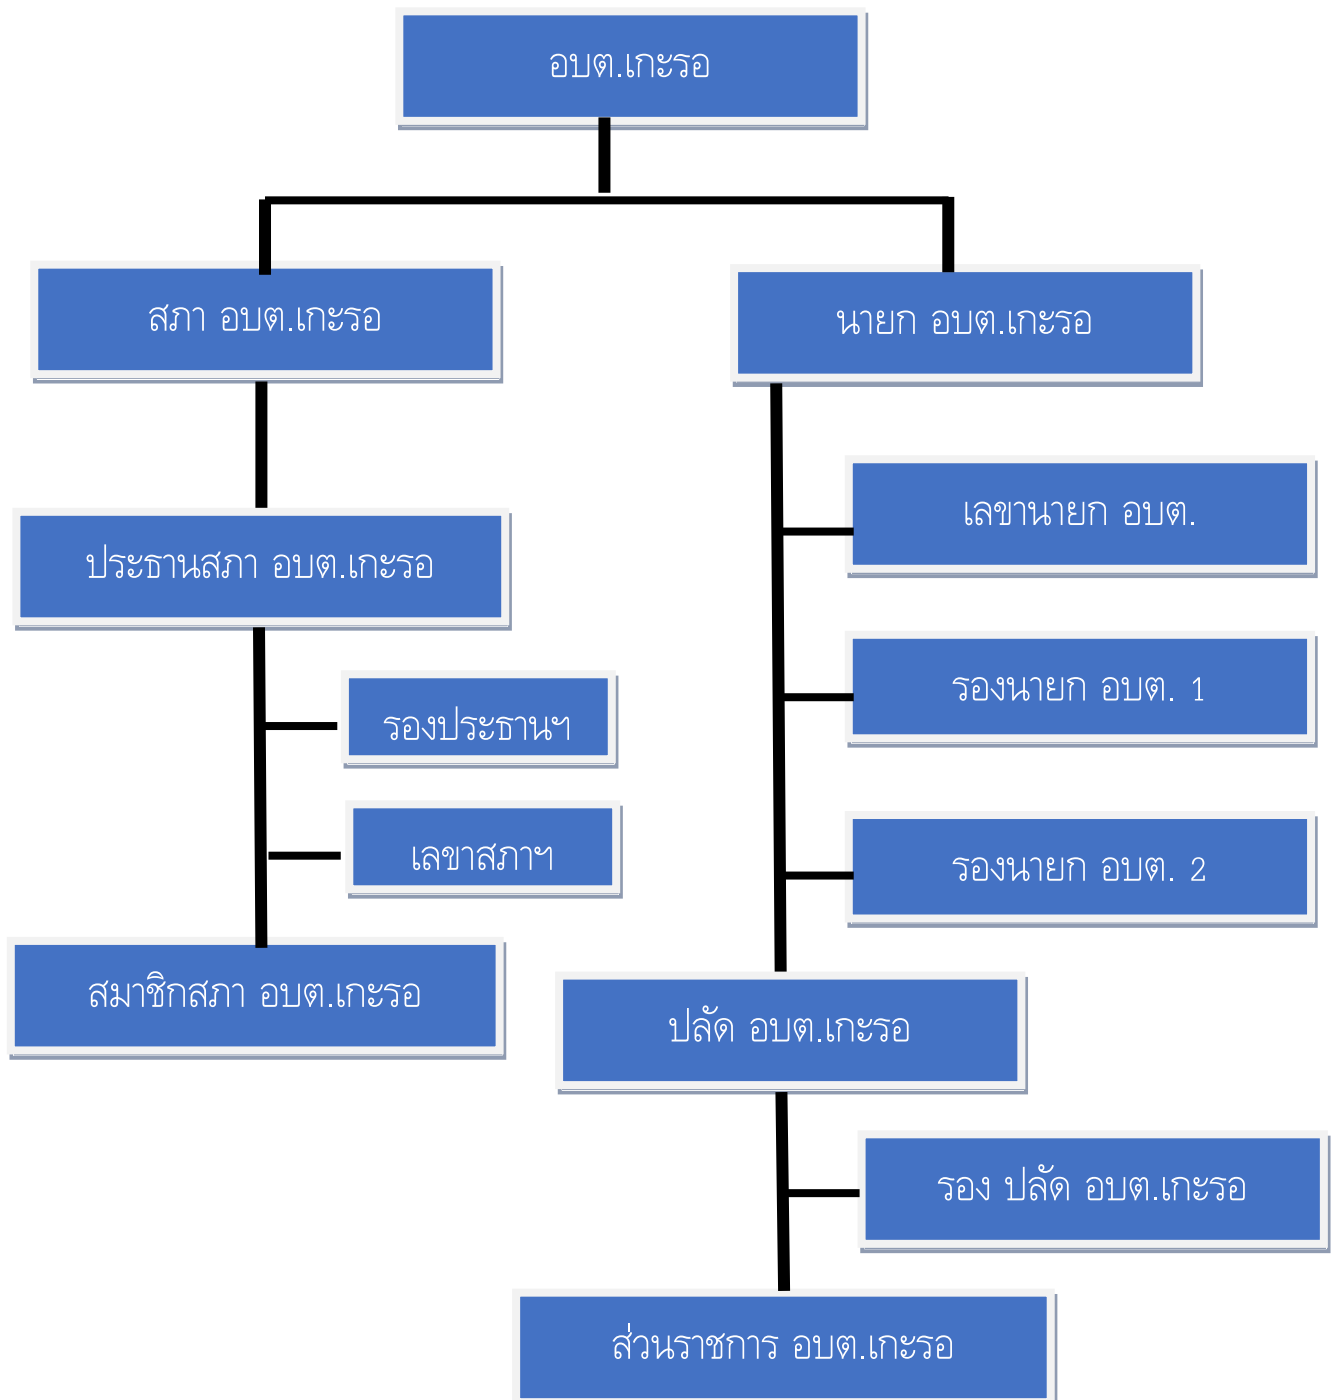 อบต.เกะรอ
สภา อบต.เกะรอ
นายก อบต.เกะรอ
เลขานายก อบต.
ประธานสภา อบต.เกะรอ
รองนายก อบต. 1
รองประธานฯ
เลขาสภาฯ
รองนายก อบต. 2
สมาชิกสภา อบต.เกะรอ
ปลัด อบต.เกะรอ
รอง ปลัด อบต.เกะรอ
ส่วนราชการ อบต.เกะรอ